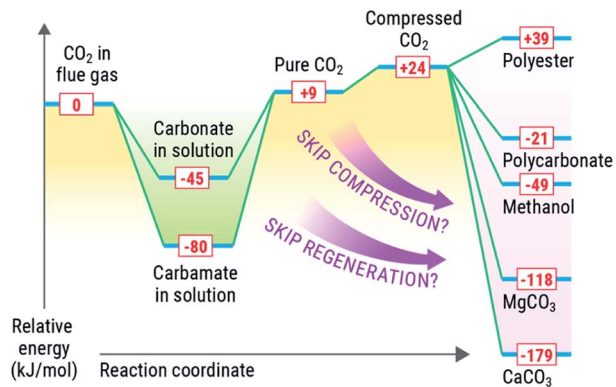 CO₂ in
flue gas
0
Carbonate
in solution
-45
-80
Carbamate
in solution
Pure CO₂
+9
Compressed
CO₂
+24
SKIP COMPRESSION?
SKIP REGENERATION?
+39
Polyester
-21
Polycarbonate
-49
Methanol
-118
MgCO₃
-179
CaCO₃
Relative
energy
(kJ/mol)
Reaction coordinate